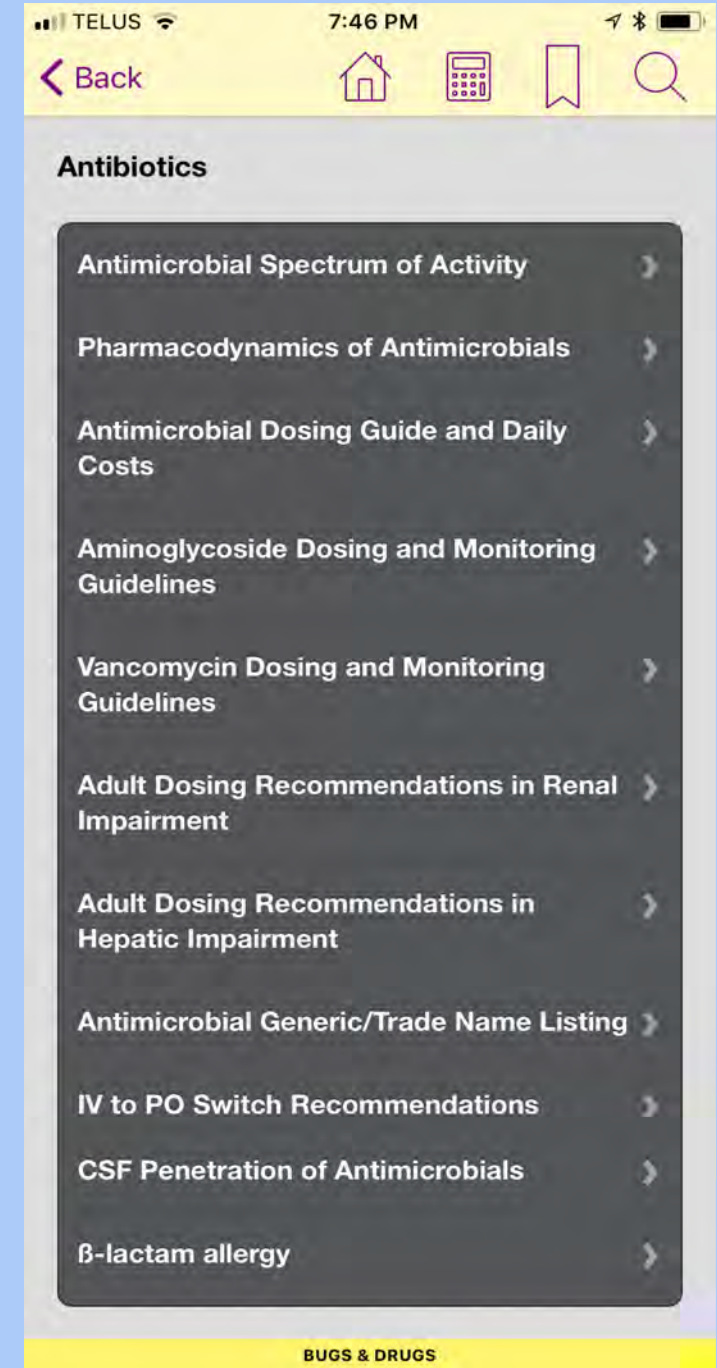 TELUS 7:46 PM
Back
Antibiotics
Antimicrobial Spectrum of Activity
Pharmacodynamics of Antimicrobials
Antimicrobial Dosing Guide and Daily
Costs
Aminoglycoside Dosing and Monitoring
Guidelines
Vancomycin Dosing and Monitoring
Guidelines
Adult Dosing Recommendations in Renal
Impairment
Adult Dosing Recommendations in
Hepatic Impairment
Antimicrobial Generic/Trade Name Listing
IV to PO Switch Recommendations
CSF Penetration of Antimicrobials
ß-lactam allergy
BUGS & DRUGS